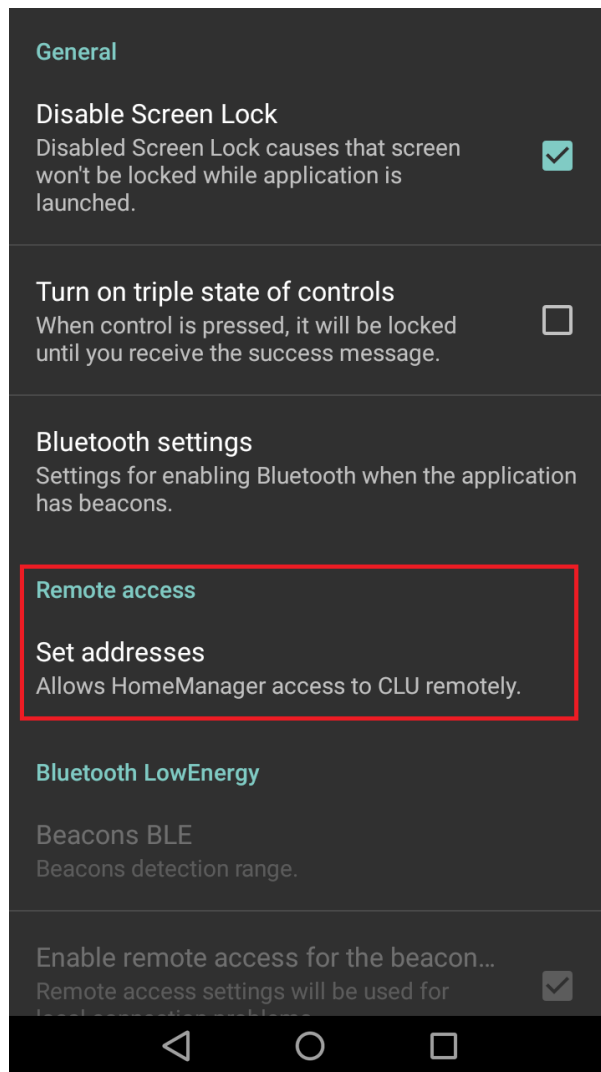 General
Disable Screen Lock
Disabled Screen Lock causes that screen
won't be locked while application is
launched.
Turn on triple state of controls
When control is pressed, it will be locked
until you receive the success message.
Bluetooth settings
Settings for enabling Bluetooth when the application
has beacons.
Remote access
Set addresses
Allows HomeManager access to CLU remotely.
Bluetooth LowEnergy
Beacons BLE
Beacons detection range.
Enable remote access for the beacon...
Remote access settings will be used for
local connection problems.